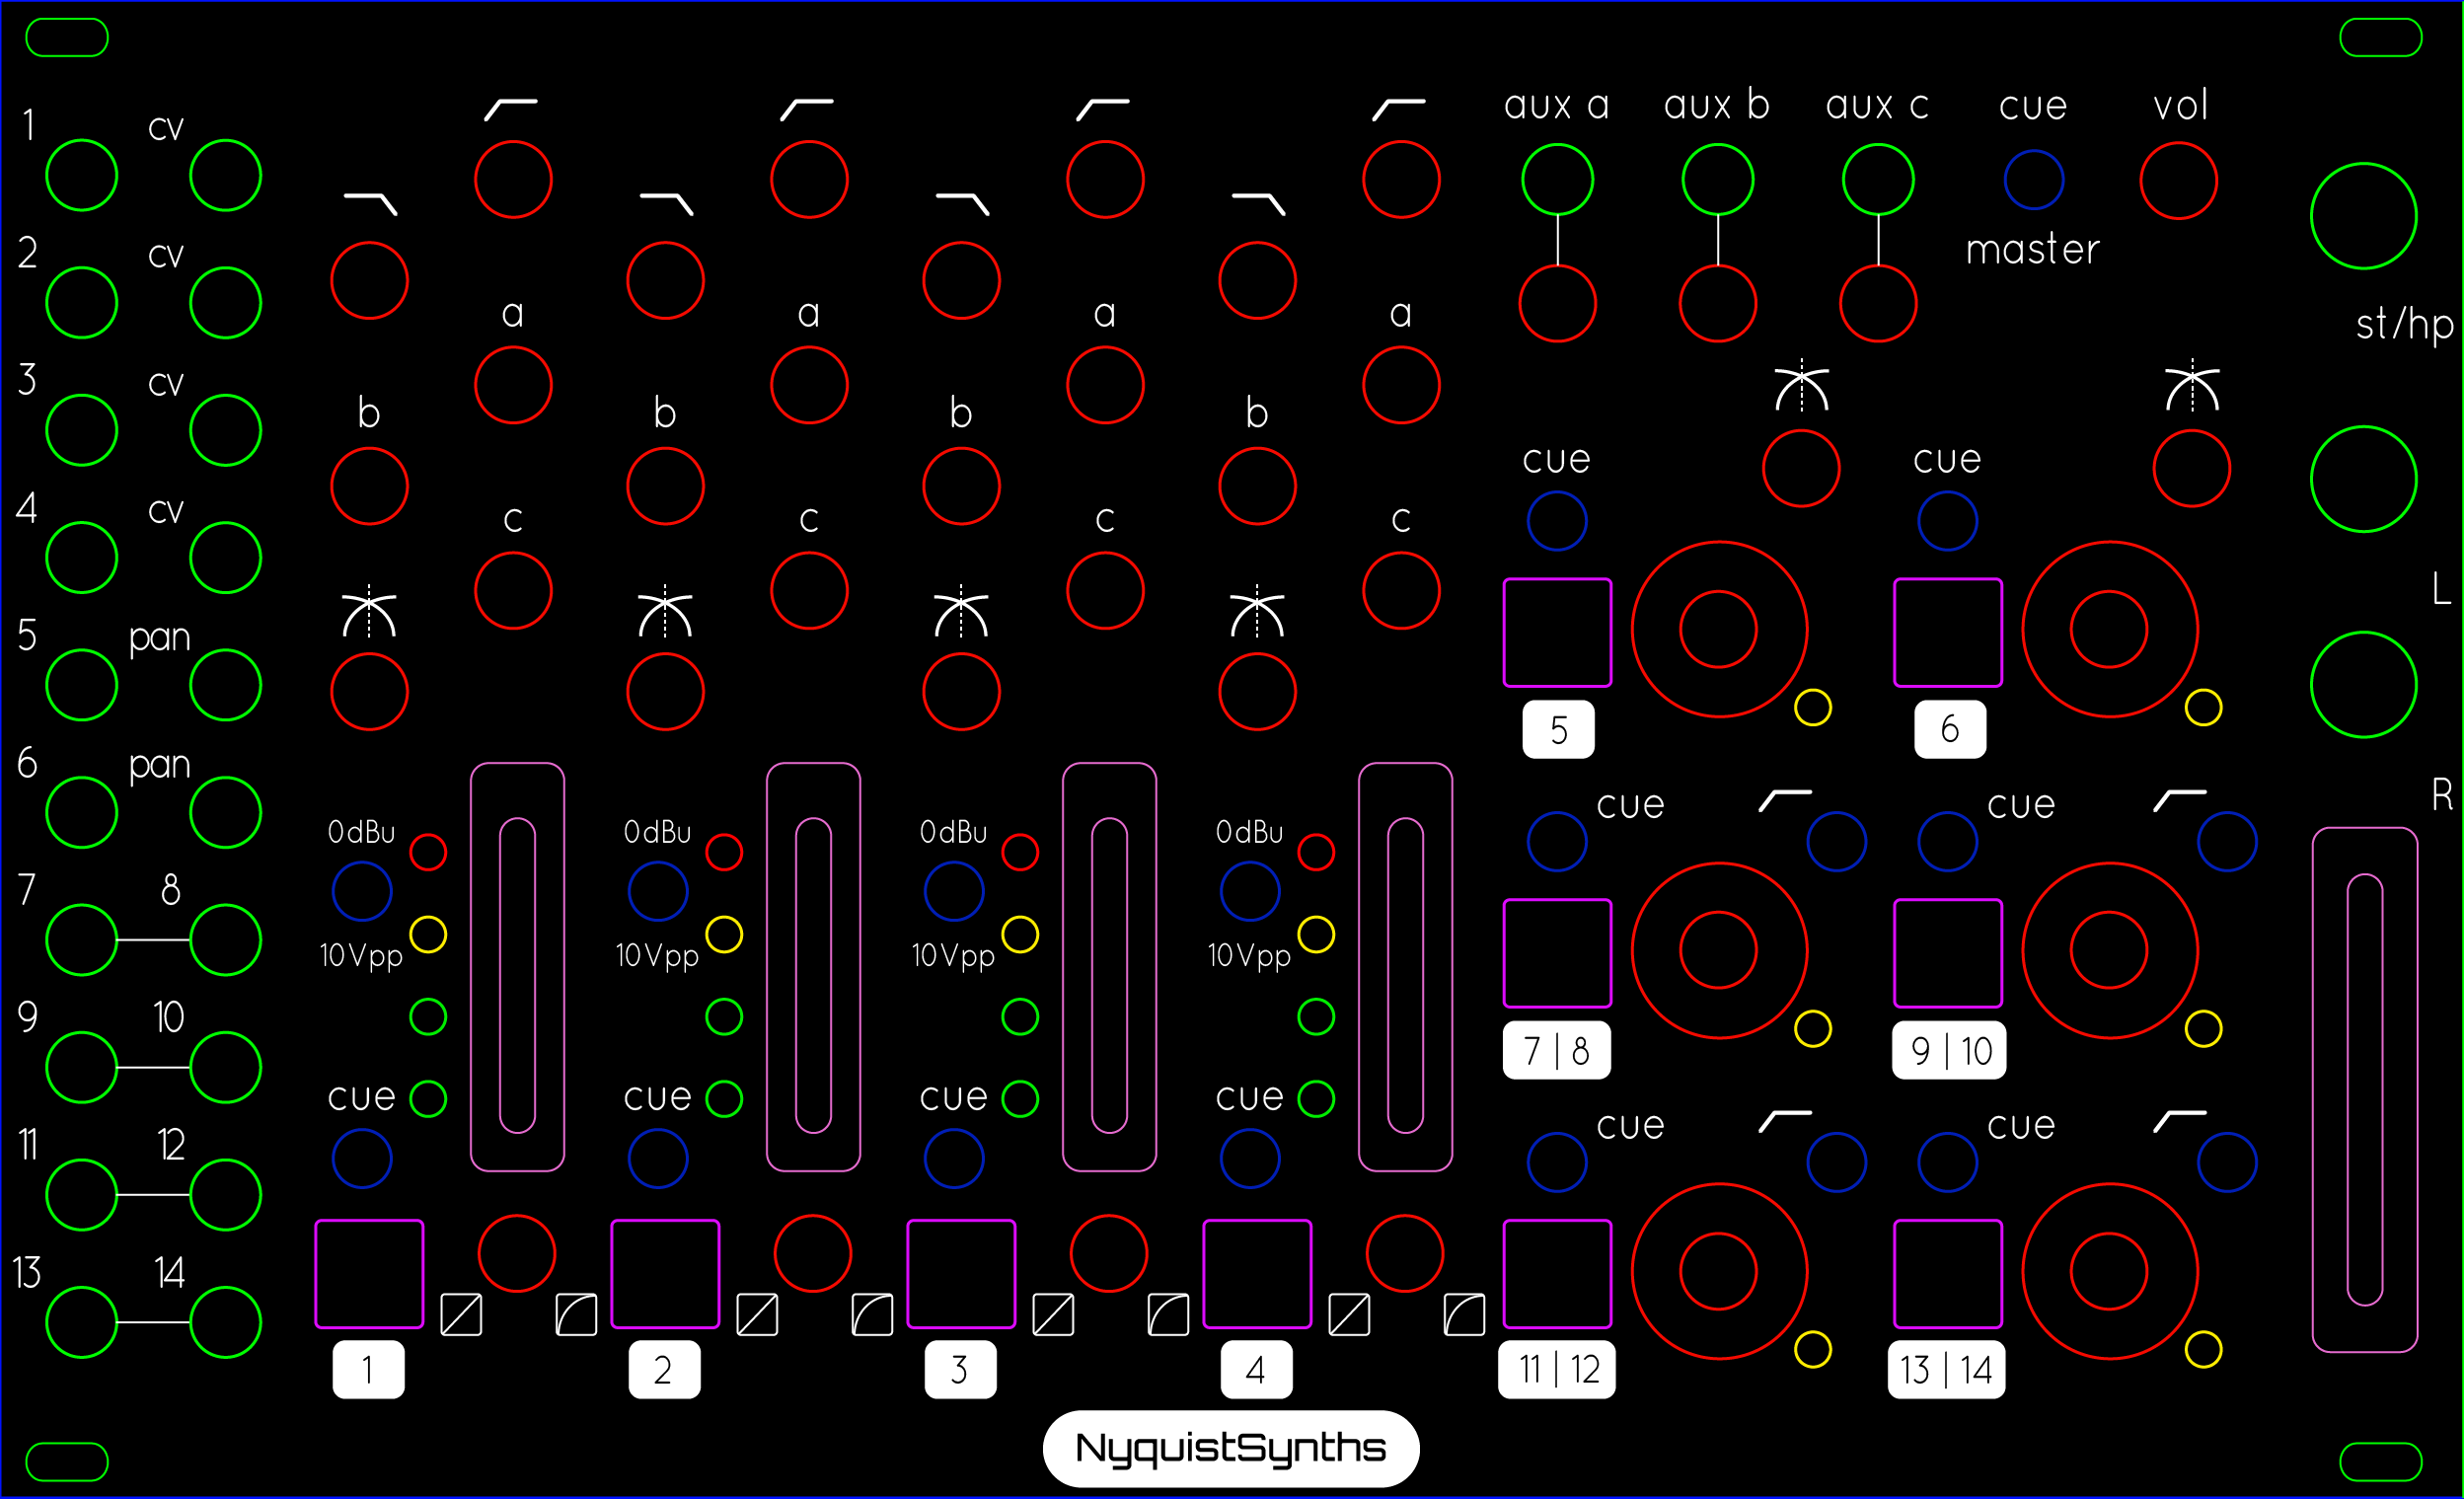 aux a aux b aux c cue vol
1 cv
master
2 cv
a a a a
st/hp
3 cv
b b b b
cue cue
4 cv
c c c c
L
5 pan
5 6
6 pan
R
cue cue
0dBu 0dBu 0dBu 0dBu
7 8
10Vpp 10Vpp 10Vpp 10Vpp
9 10
7 | 8 9 | 10
cue cue cue cue
cue cue
11 12
13 14
1 2 3 4 11 | 12 13 | 14
NyquistSynths